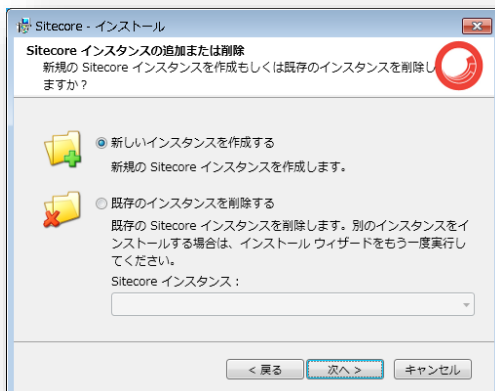 Sitecore - インストール
Sitecore インスタンスの追加または削除
新規の Sitecore インスタンスを作成もしくは既存のインスタンスを削除し
ますか？
新しいインスタンスを作成する
新規の Sitecore インスタンスを作成します。
既存のインスタンスを削除する
既存の Sitecore インスタンスを削除します。別のインスタンスをイ
ンストールする場合は、インストール ウィザードをもう一度実行し
てください。
Sitecore インスタンス：
< 戻る 次へ > キャンセル